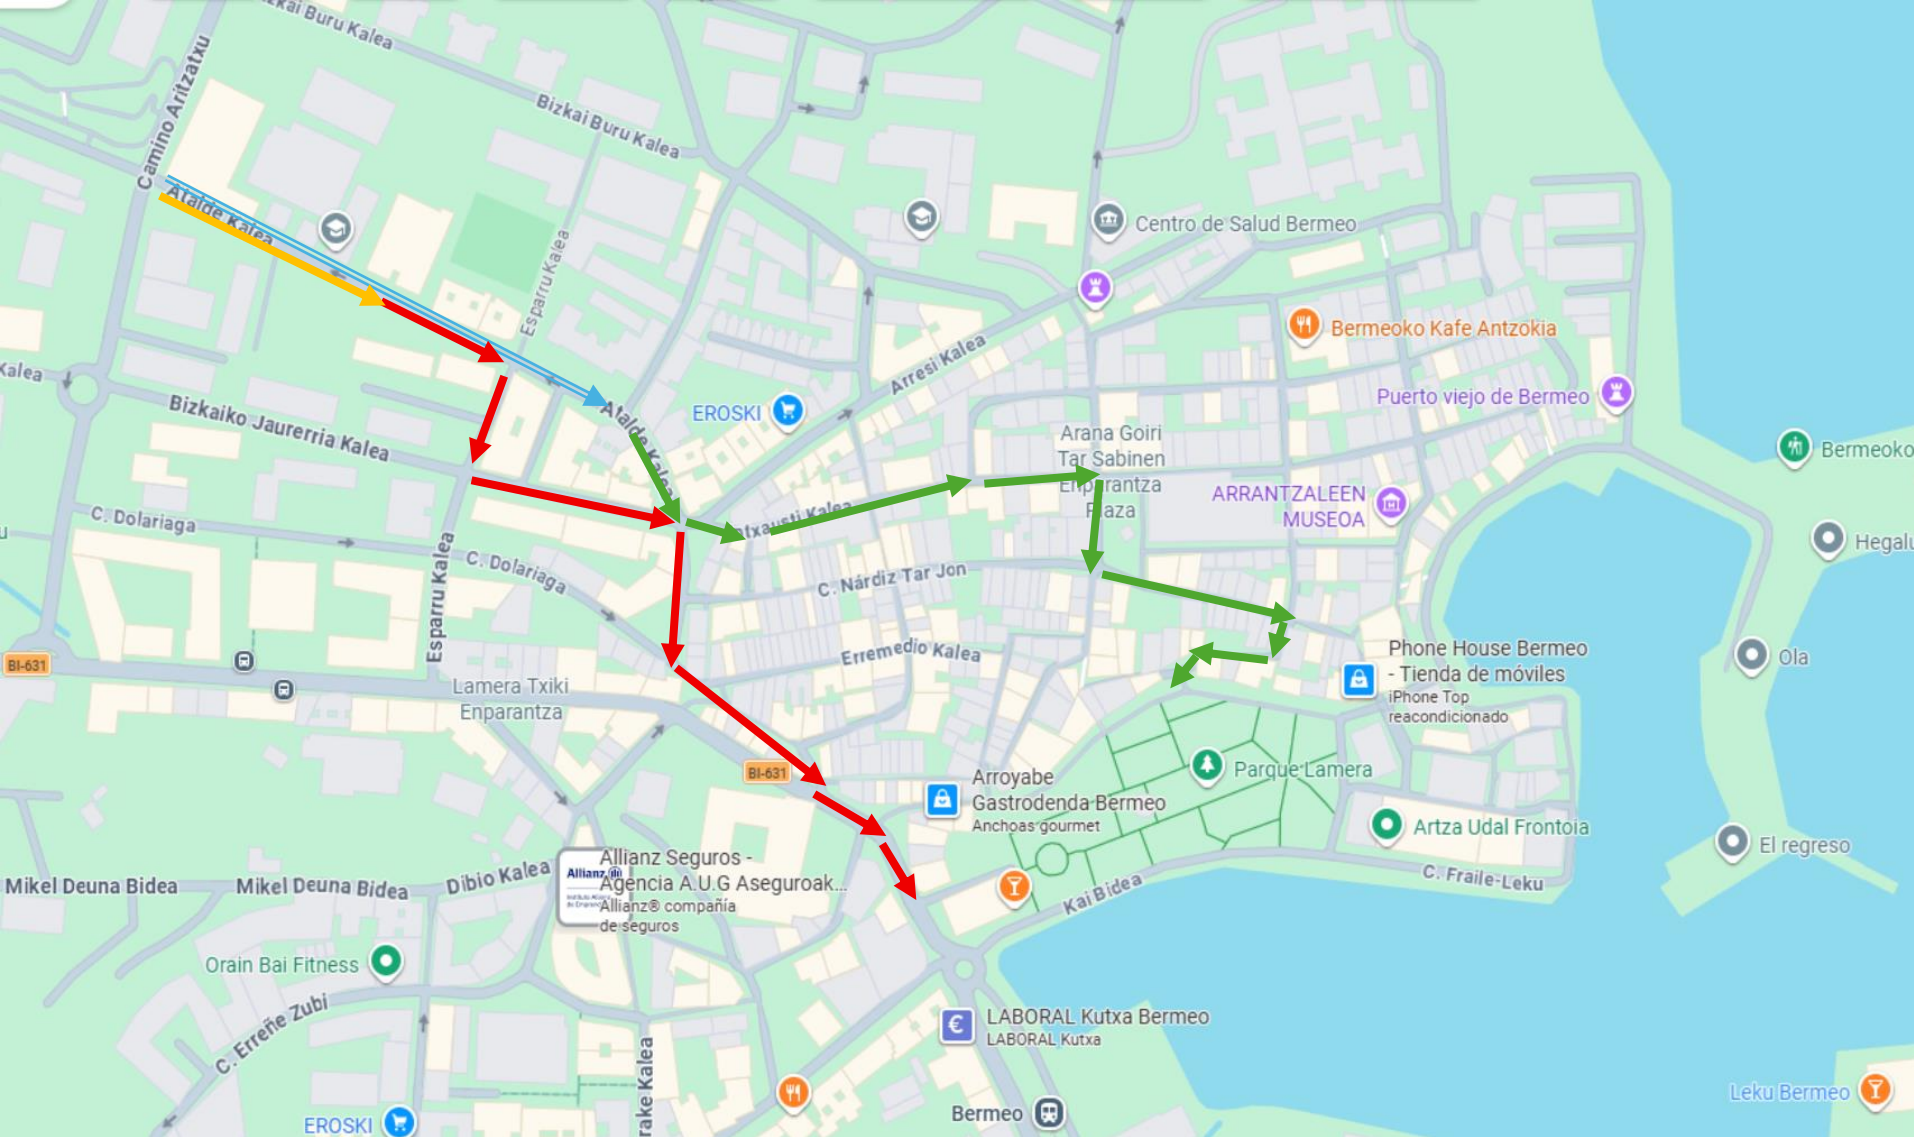 Bizkai Buru Kalea
Camino Aritzatxu
Bizkai Buru Kalea
Atalde Kalea
Centro de Salud Bermeo
Esparru Kalea
Bermeoko Kafe Antzokia
Arresi Kalea
Kalea
Puerto viejo de Bermeo
EROSKI
Bizkaiko Jaurerria Kalea
Atalde Kalea
Arana Goiri
Tar Sabinen
Enparantza
Plaza
Bermeoko
ARRANTZALEEN
MUSEOA
C. Dolariaga
Hegalu
C. Dolariaga
C. Nárdiz Tar Jon
Esparru Kalea
Erremedio Kalea
BI-631
Phone House Bermeo
- Tienda de móviles
iPhone Top
reacondicionado
Ola
Lamera Txiki
Enparantza
BI-631
Arroyabe
Gastrodenda Bermeo
Anchoas gourmet
Parque Lamera
Artza Udal Frontoia
El regreso
Mikel Deuna Bidea
Mikel Deuna Bidea
Dibio Kalea
Allianz
Allianz Seguros -
Agencia A.U.G Aseguroak...
Allianz® compañía
de seguros
Kai Bidea
C. Fraile-Leku
Orain Bai Fitness
C. Erreñe Zubi
LABORAL Kutxa Bermeo
LABORAL Kutxa
Leku Bermeo
Bermeo
EROSKI